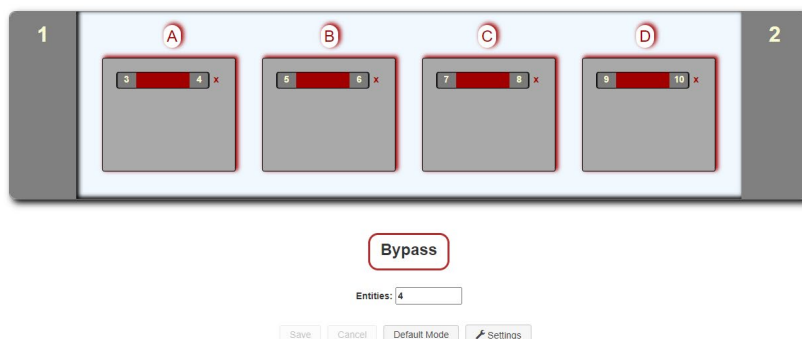 1 A B C D 2
3 4 x 5 6 x 7 8 x 9 10 x
Bypass
Entities: 4
Save Cancel Default Mode Settings